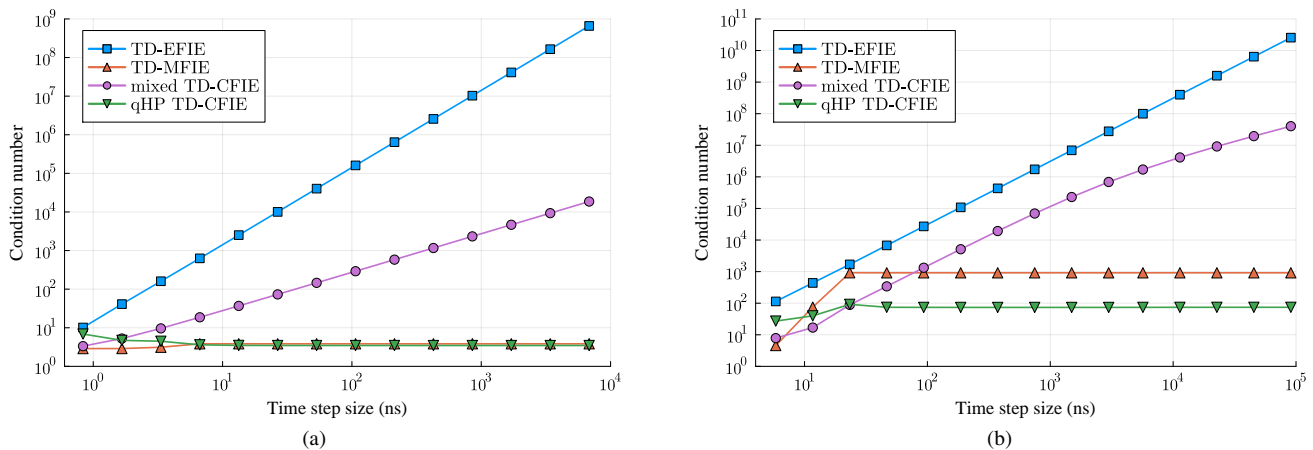 10^9
10^8
10^7
10^6
10^5
10^4
10^3
10^2
10^1
10^0
Condition number
TD-EFIE
TD-MFIE
mixed TD-CFIE
qHP TD-CFIE
10^0 10^1 10^2 10^3 10^4
Time step size (ns)
(a)
10^11
10^10
10^9
10^8
10^7
10^6
10^5
10^4
10^3
10^2
10^1
10^0
Condition number
TD-EFIE
TD-MFIE
mixed TD-CFIE
qHP TD-CFIE
10^1 10^2 10^3 10^4 10^5
Time step size (ns)
(b)